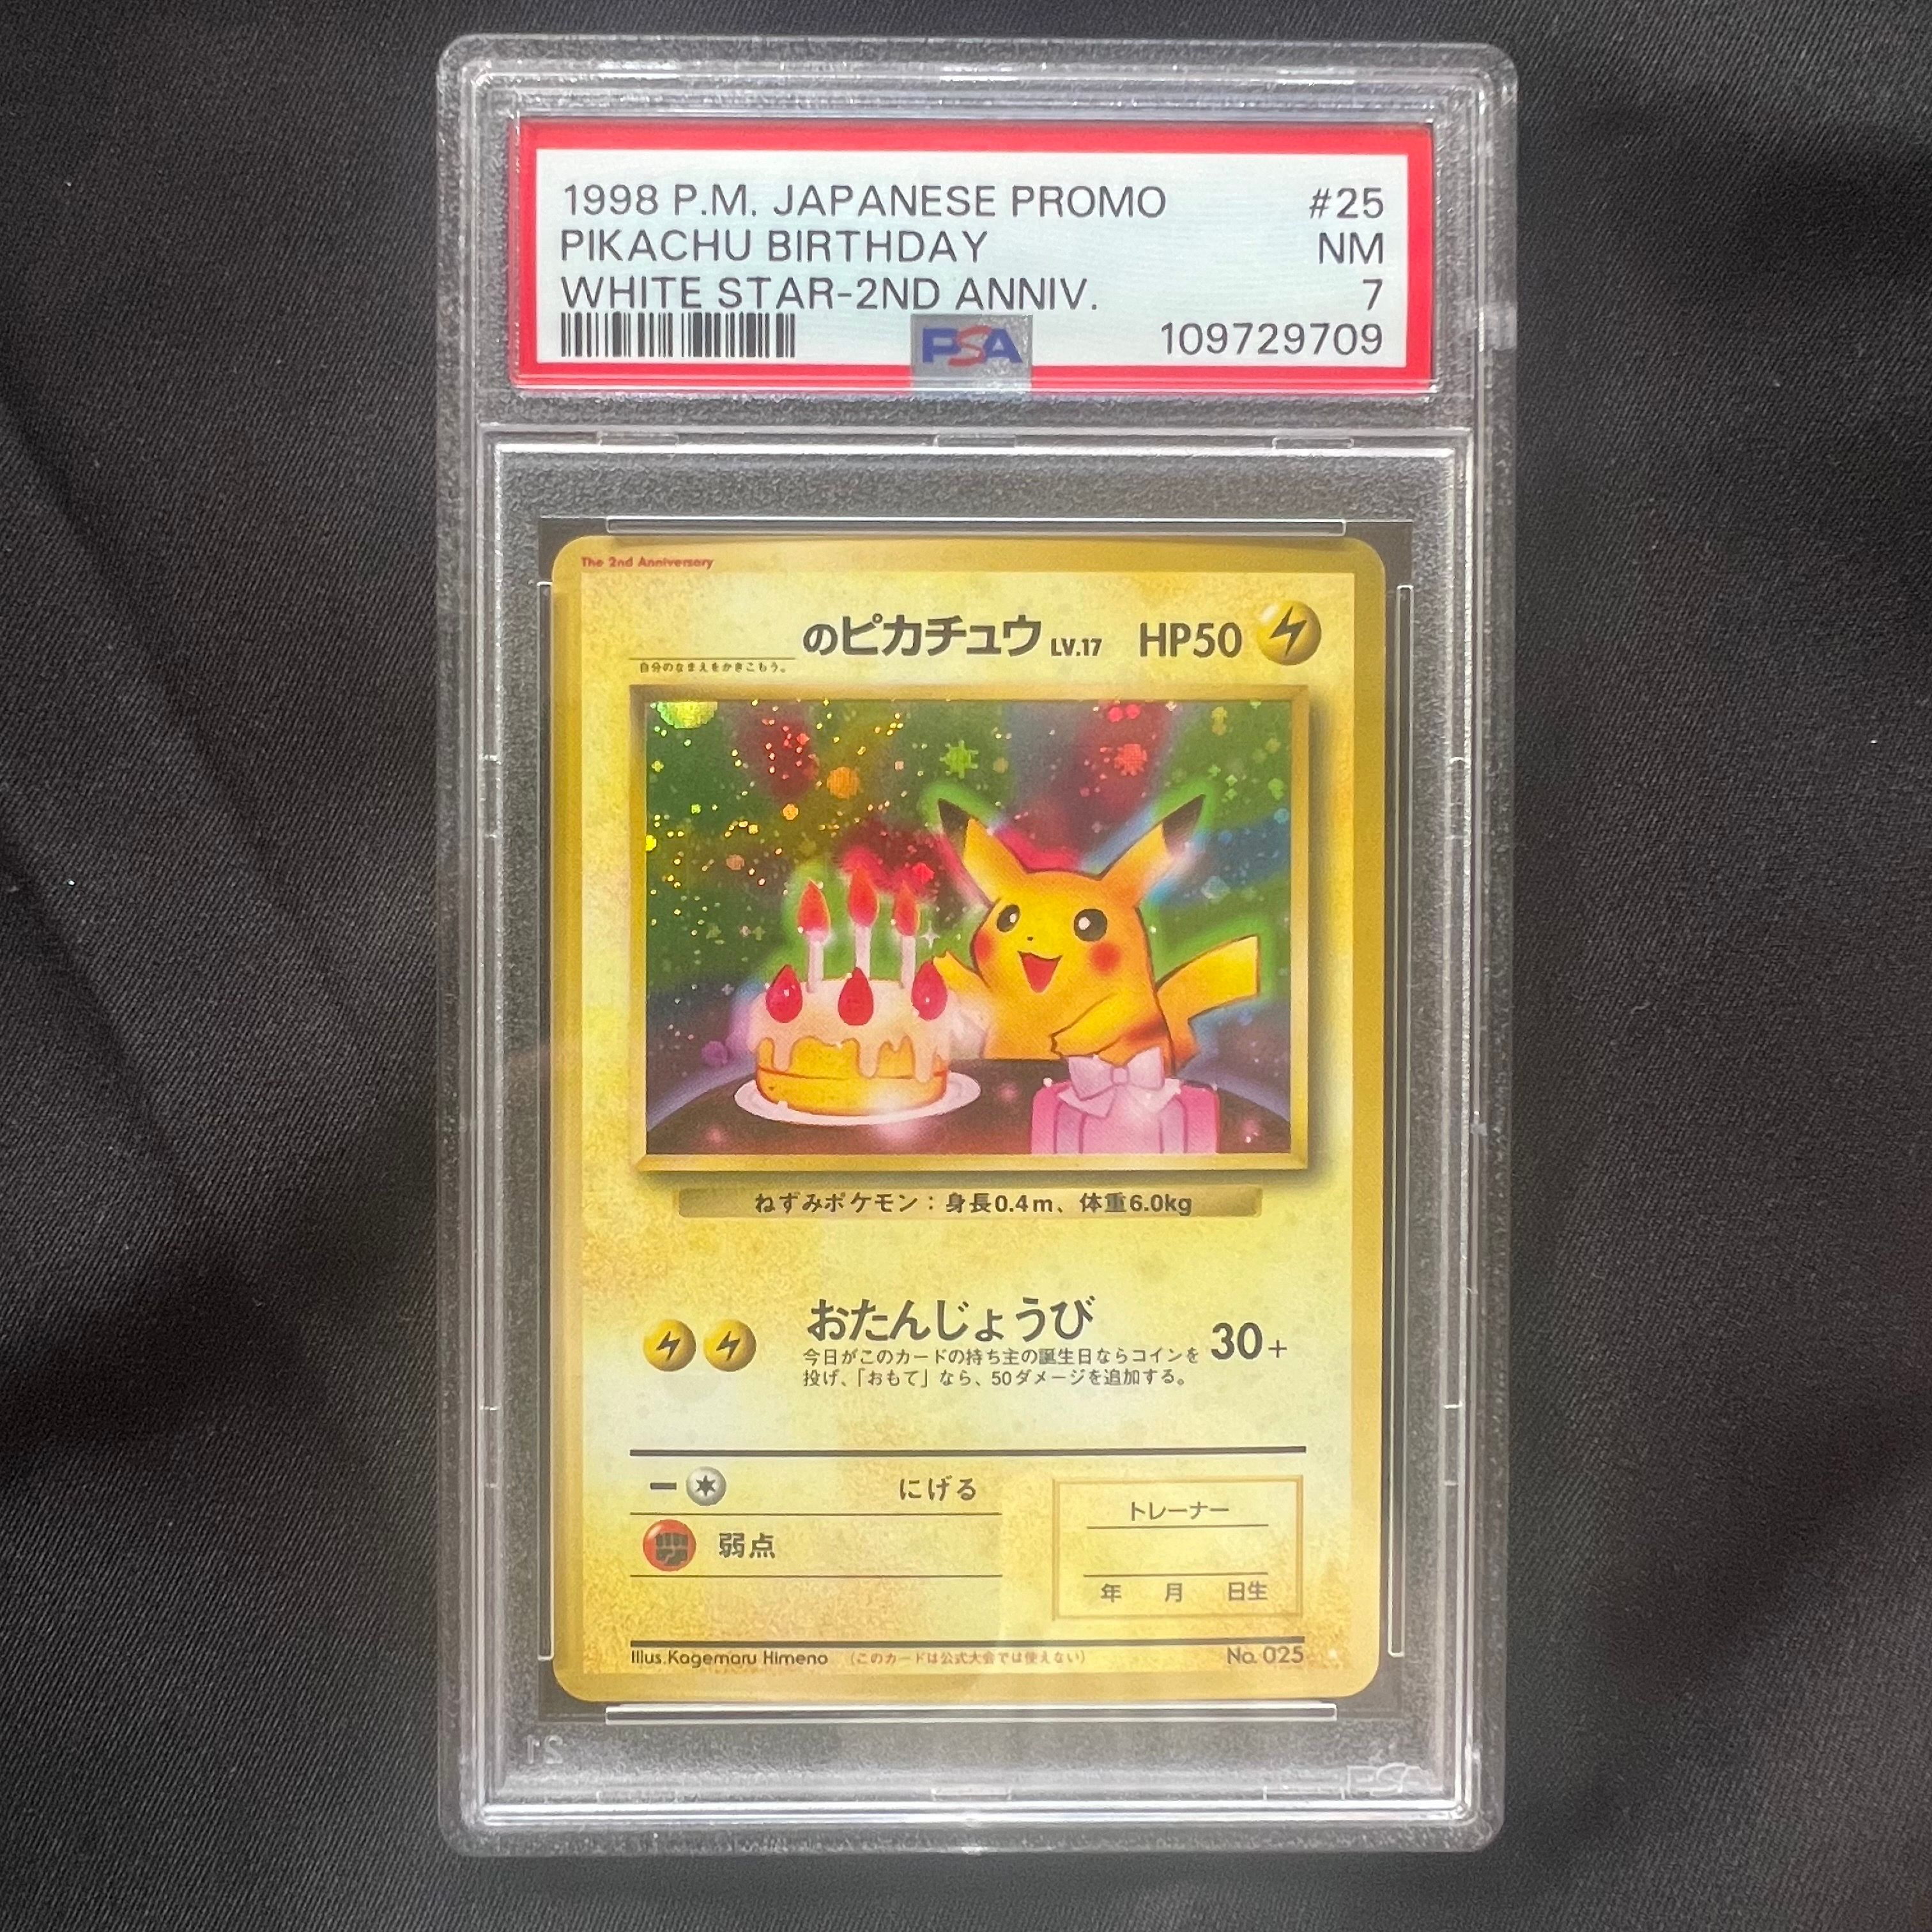 1998 P.M. JAPANESE PROMO #25
PIKACHU BIRTHDAY NM
WHITE STAR-2ND ANNIV. 7
PSA 109729709
The 2nd Anniversary
のピカチュウ LV.17 HP50
自分のなまえをかきこもう。
ねずみポケモン：身長0.4m、体重6.0kg
おたんじょうび 30+
今日がこのカードの持ち主の誕生日ならコインを
投げ、「おもて」なら、50ダメージを追加する。
にげる
トレーナー
弱点
年 月 日生
Illus.Kagemaru Himeno （このカードは公式大会では使えない） No. 025
21 PSA